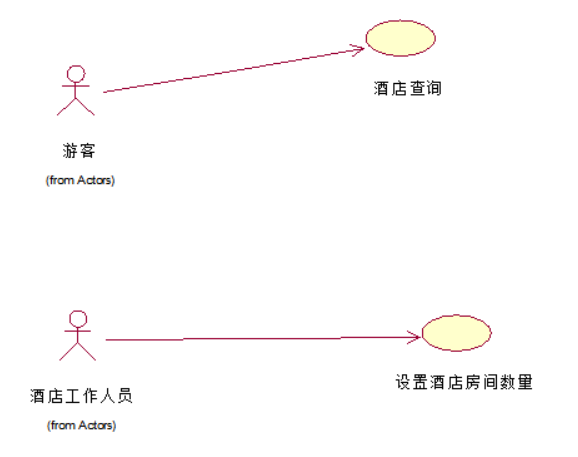 酒店查询
游客
(from Actors)
设置酒店房间数量
酒店工作人员
(from Actors)